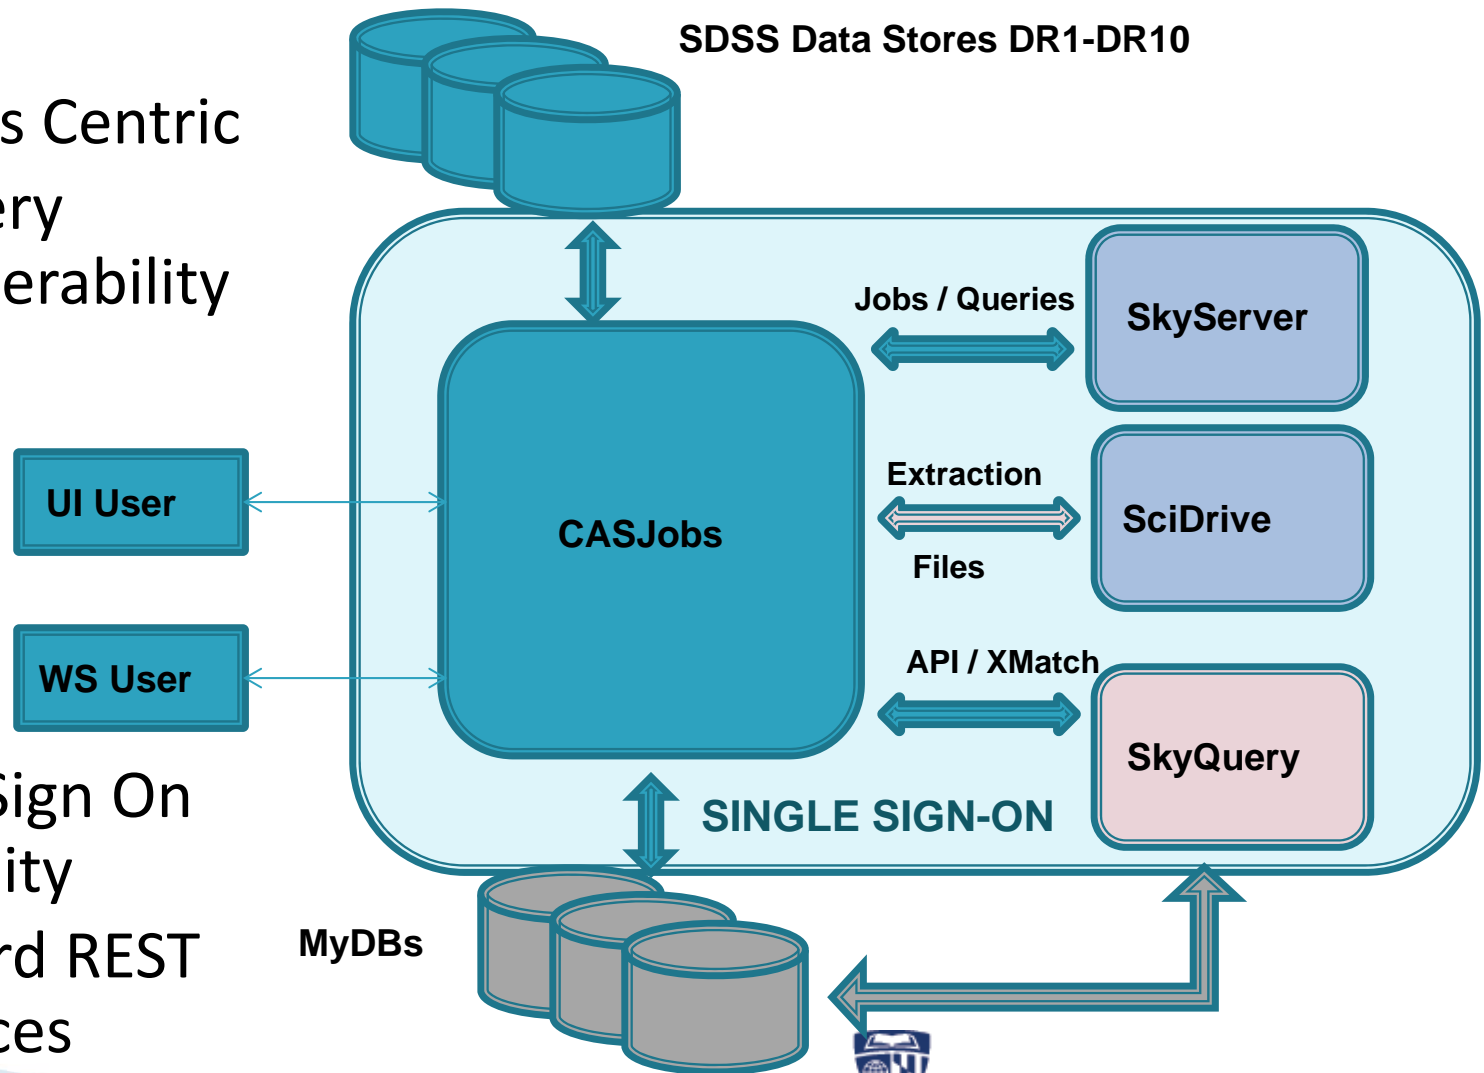 SDSS Data Stores DR1-DR10
s Centric
ery
erability
Jobs / Queries
SkyServer
UI User
CASJobs
Extraction
Files
SciDrive
WS User
API / XMatch
SkyQuery
SINGLE SIGN-ON
Sign On
ity
rd REST
ces
MyDBs